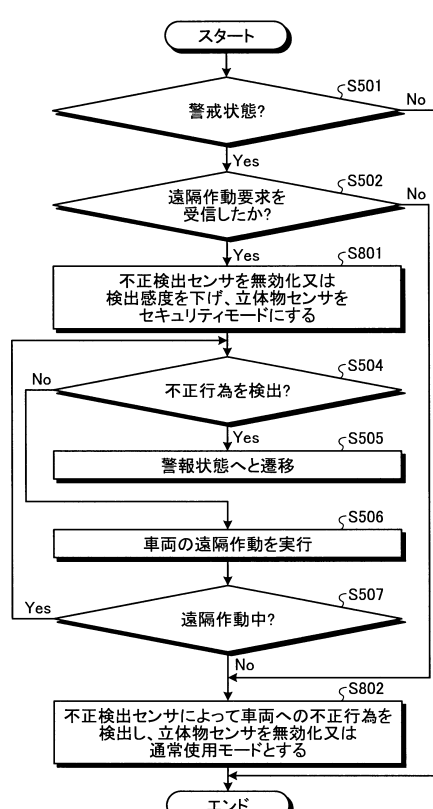 スタート
S501
警戒状態?
No
Yes
S502
遠隔作動要求を
受信したか?
No
Yes
S801
不正検出センサを無効化又は
検出感度を下げ、立体物センサを
セキュリティモードにする
S504
No
不正行為を検出?
Yes
S505
警報状態へと遷移
S506
車両の遠隔作動を実行
S507
Yes
遠隔作動中?
No
S802
不正検出センサによって車両への不正行為を
検出し、立体物センサを無効化又は
通常使用モードとする
エンド